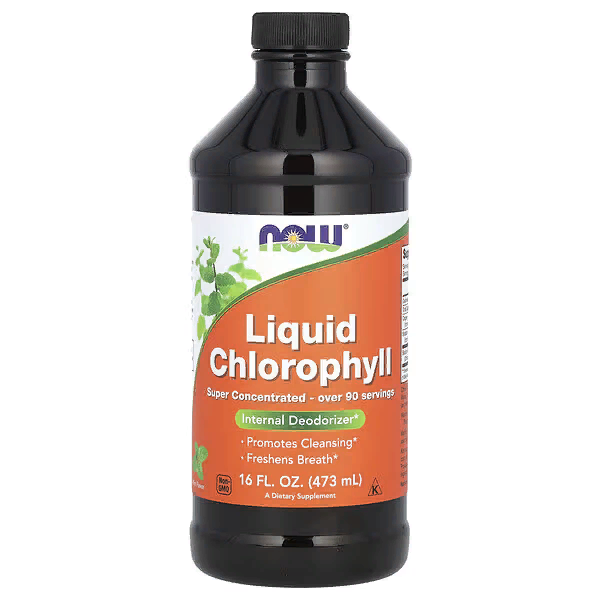 NOW
Liquid
Chlorophyll
Super Concentrated - over 90 servings
Internal Deodorizer*
• Promotes Cleansing*
• Freshens Breath*
Non-
GMO
16 FL. OZ. (473 mL)
K
A Dietary Supplement